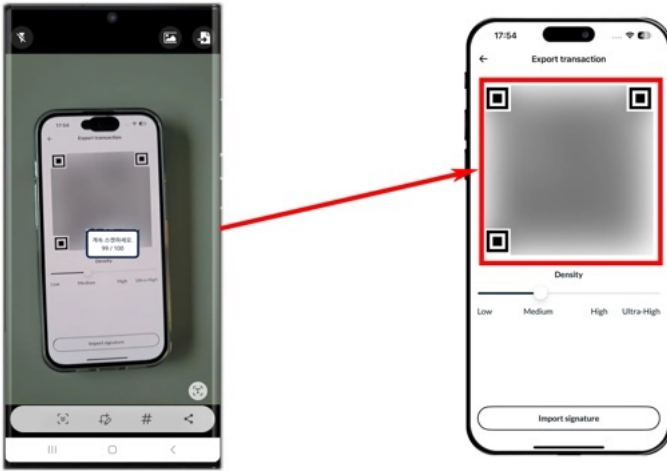 17:54
Export transaction
계속 스캔하세요.
99 / 100
Density
Low Medium High Ultra-High
Import signature
17:54
Export transaction
Density
Low Medium High Ultra-High
Import signature